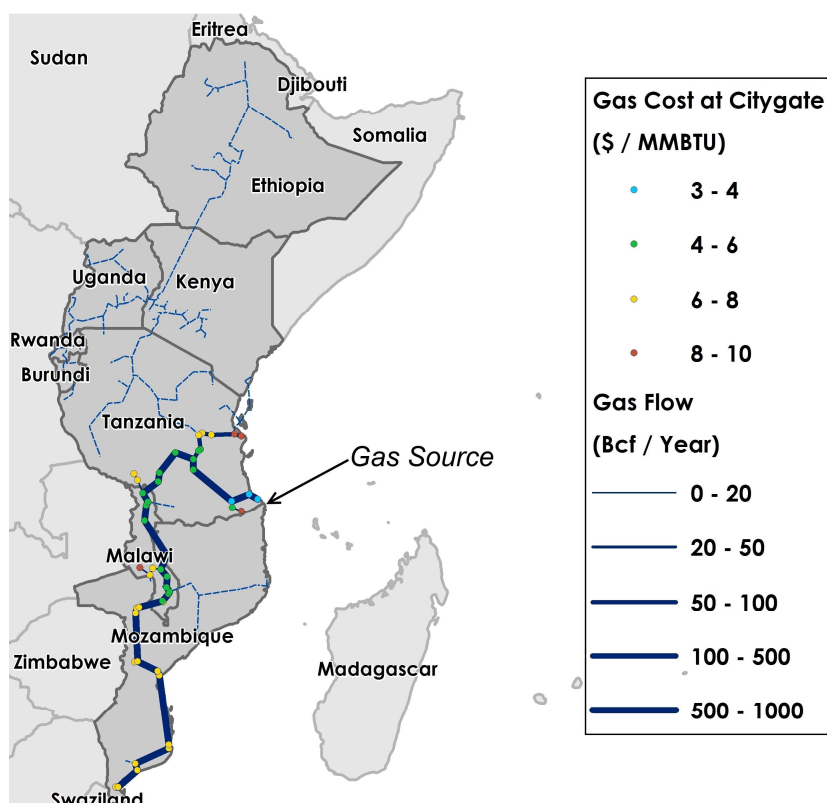 Eritrea
Sudan
Djibouti
Somalia
Ethiopia
Uganda
Kenya
Rwanda
Burundi
Tanzania
Gas Source
Malawi
Mozambique
Zimbabwe
Madagascar
Swaziland
Gas Cost at Citygate
($ / MMBTU)
3 - 4
4 - 6
6 - 8
8 - 10
Gas Flow
(Bcf / Year)
0 - 20
20 - 50
50 - 100
100 - 500
500 - 1000